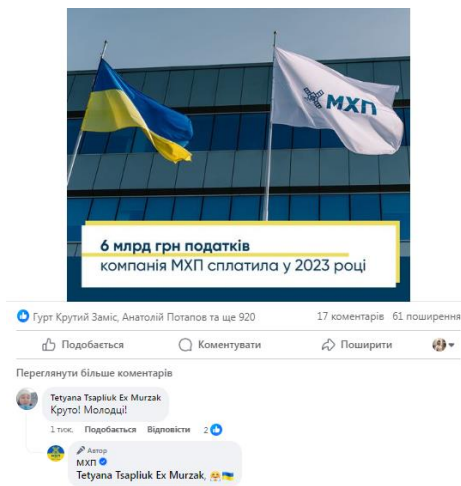 МХП
6 млрд грн податків
компанія МХП сплатила у 2023 році
Гурт Крутий Заміс, Анатолій Потапов та ще 920
17 коментарів 61 поширення
Подобається Коментувати Поширити
Переглянути більше коментарів
Tetyana Tsapliuk Ex Murzak
Круто! Молодці!
1 тиж. Подобається Відповісти 2
Автор
МХП
Tetyana Tsapliuk Ex Murzak,